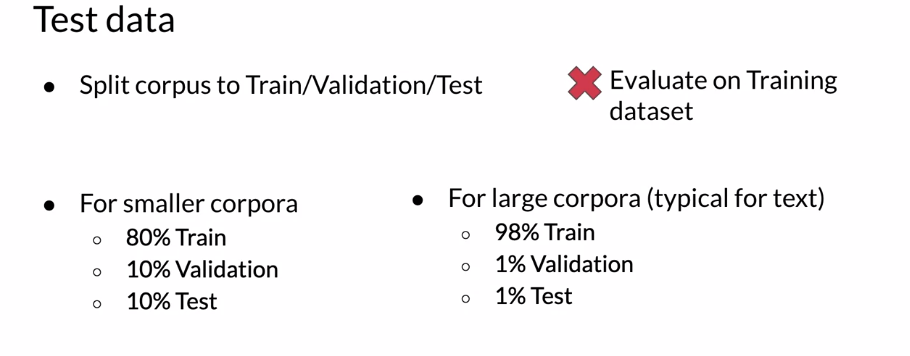 Test data
● Split corpus to Train/Validation/Test
Evaluate on Training
dataset
● For smaller corpora
○ 80% Train
○ 10% Validation
○ 10% Test
● For large corpora (typical for text)
○ 98% Train
○ 1% Validation
○ 1% Test